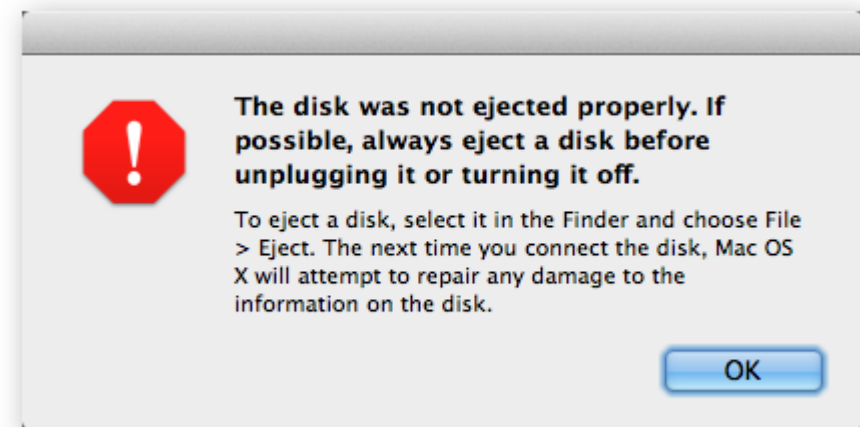 The disk was not ejected properly. If
possible, always eject a disk before
unplugging it or turning it off.
To eject a disk, select it in the Finder and choose File
> Eject. The next time you connect the disk, Mac OS
X will attempt to repair any damage to the
information on the disk.
OK